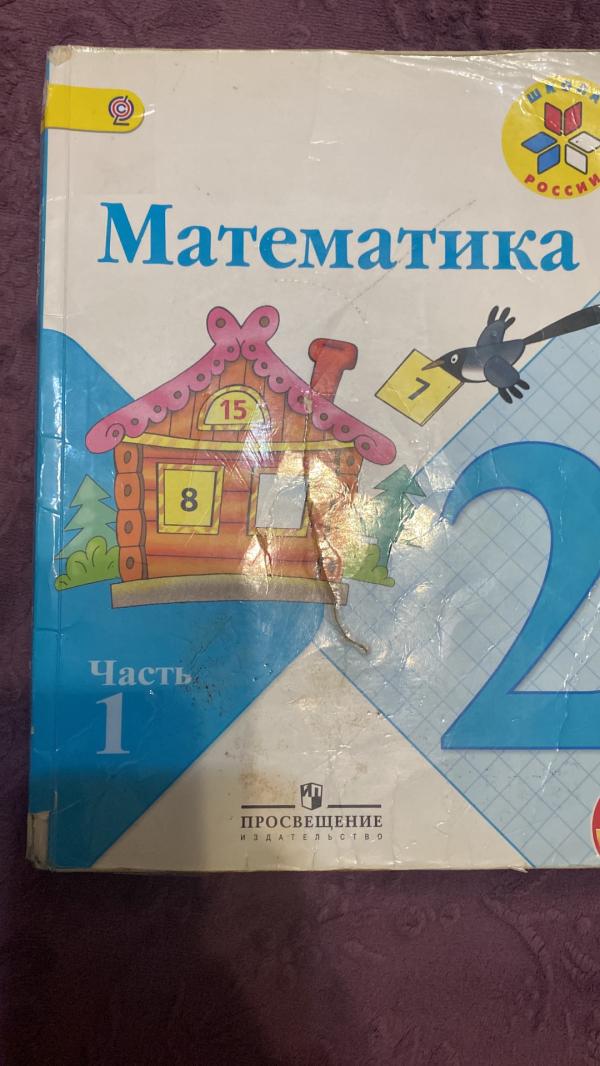 ШКОЛА
РОССИИ
Математика
15
7
8
2
Часть
1
ПРОСВЕЩЕНИЕ
ИЗДАТЕЛЬСТВО